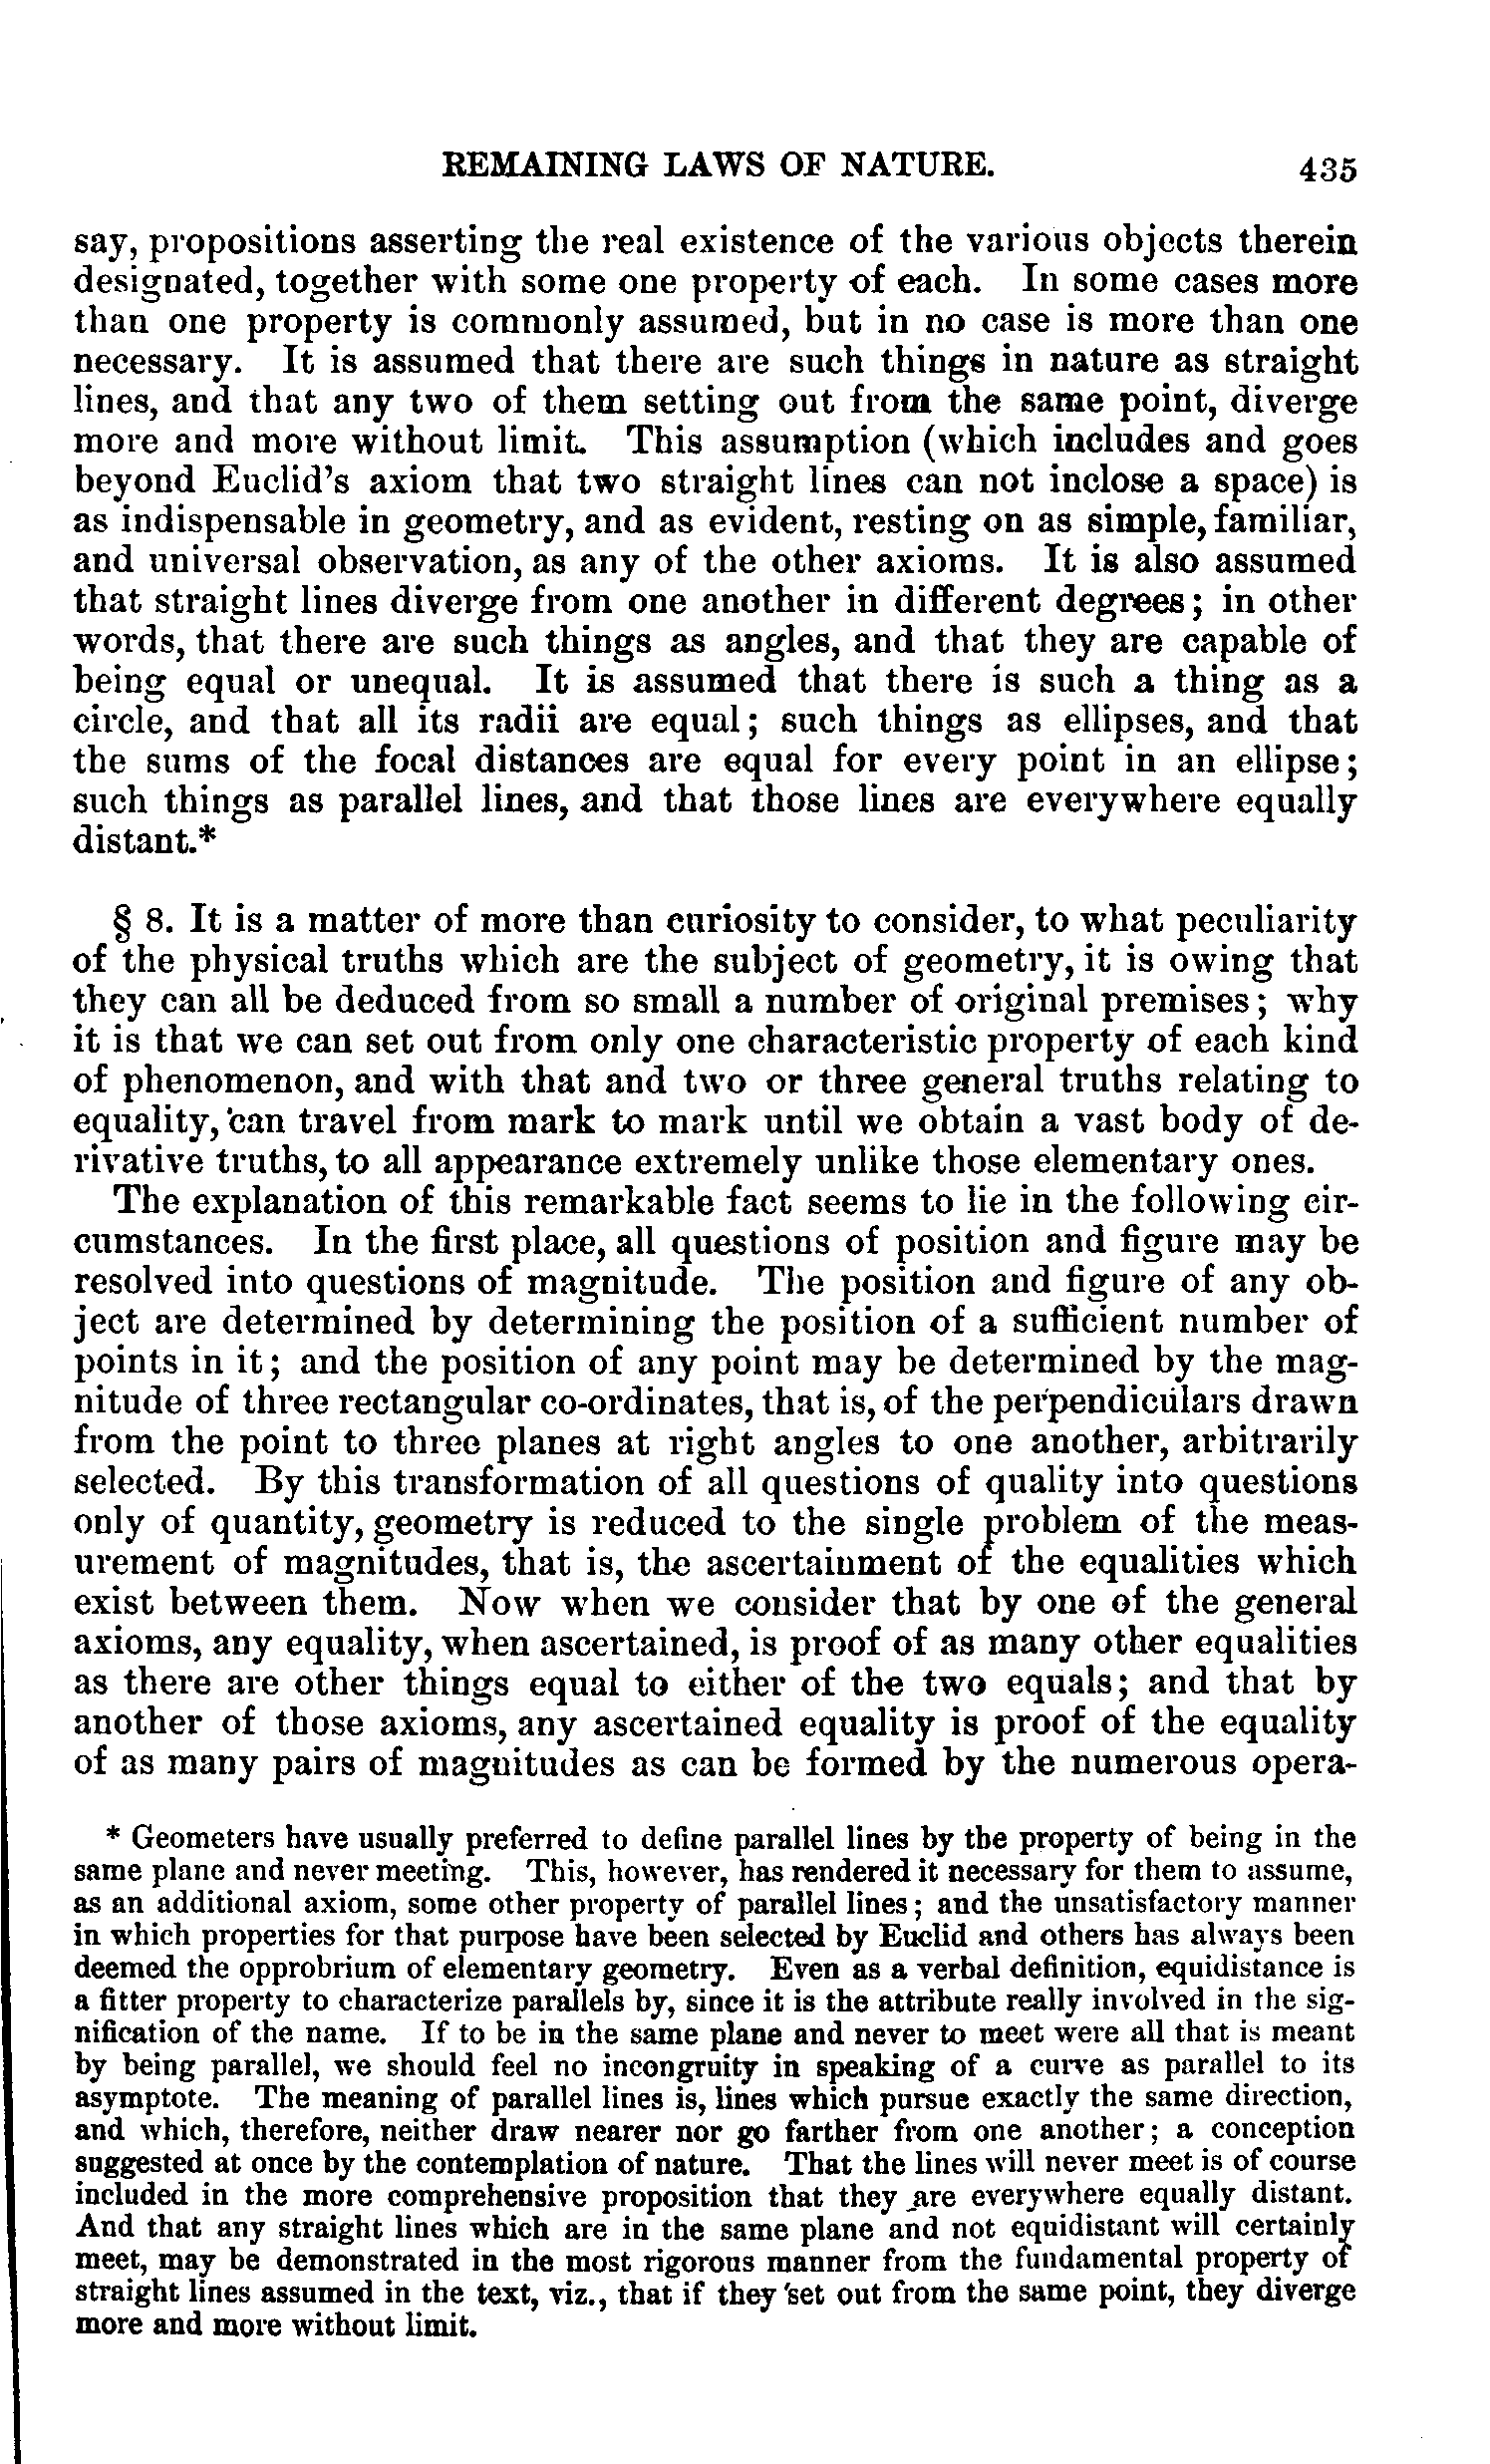 REMAINING LAWS OF NATURE. 435
say, propositions asserting the real existence of the various objects therein
designated, together with some one property of each. In some cases more
than one property is commonly assumed, but in no case is more than one
necessary. It is assumed that there are such things in nature as straight
lines, and that any two of them setting out from the same point, diverge
more and more without limit. This assumption (which includes and goes
beyond Euclid's axiom that two straight lines can not inclose a space) is
as indispensable in geometry, and as evident, resting on as simple, familiar,
and universal observation, as any of the other axioms. It is also assumed
that straight lines diverge from one another in different degrees; in other
words, that there are such things as angles, and that they are capable of
being equal or unequal. It is assumed that there is such a thing as a
circle, and that all its radii are equal; such things as ellipses, and that
the sums of the focal distances are equal for every point in an ellipse;
such things as parallel lines, and that those lines are everywhere equally
distant.*
§ 8. It is a matter of more than curiosity to consider, to what peculiarity
of the physical truths which are the subject of geometry, it is owing that
they can all be deduced from so small a number of original premises; why
it is that we can set out from only one characteristic property of each kind
of phenomenon, and with that and two or three general truths relating to
equality, can travel from mark to mark until we obtain a vast body of de-
rivative truths, to all appearance extremely unlike those elementary ones.
The explanation of this remarkable fact seems to lie in the following cir-
cumstances. In the first place, all questions of position and figure may be
resolved into questions of magnitude. The position and figure of any ob-
ject are determined by determining the position of a sufficient number of
points in it; and the position of any point may be determined by the mag-
nitude of three rectangular co-ordinates, that is, of the perpendiculars drawn
from the point to three planes at right angles to one another, arbitrarily
selected. By this transformation of all questions of quality into questions
only of quantity, geometry is reduced to the single problem of the meas-
urement of magnitudes, that is, the ascertainment of the equalities which
exist between them. Now when we consider that by one of the general
axioms, any equality, when ascertained, is proof of as many other equalities
as there are other things equal to either of the two equals; and that by
another of those axioms, any ascertained equality is proof of the equality
of as many pairs of magnitudes as can be formed by the numerous opera-
* Geometers have usually preferred to define parallel lines by the property of being in the
same plane and never meeting. This, however, has rendered it necessary for them to assume,
as an additional axiom, some other property of parallel lines; and the unsatisfactory manner
in which properties for that purpose have been selected by Euclid and others has always been
deemed the opprobrium of elementary geometry. Even as a verbal definition, equidistance is
a fitter property to characterize parallels by, since it is the attribute really involved in the sig-
nification of the name. If to be in the same plane and never to meet were all that is meant
by being parallel, we should feel no incongruity in speaking of a curve as parallel to its
asymptote. The meaning of parallel lines is, lines which pursue exactly the same direction,
and which, therefore, neither draw nearer nor go farther from one another; a conception
suggested at once by the contemplation of nature. That the lines will never meet is of course
included in the more comprehensive proposition that they are everywhere equally distant.
And that any straight lines which are in the same plane and not equidistant will certainly
meet, may be demonstrated in the most rigorous manner from the fundamental property of
straight lines assumed in the text, viz., that if they set out from the same point, they diverge
more and more without limit.